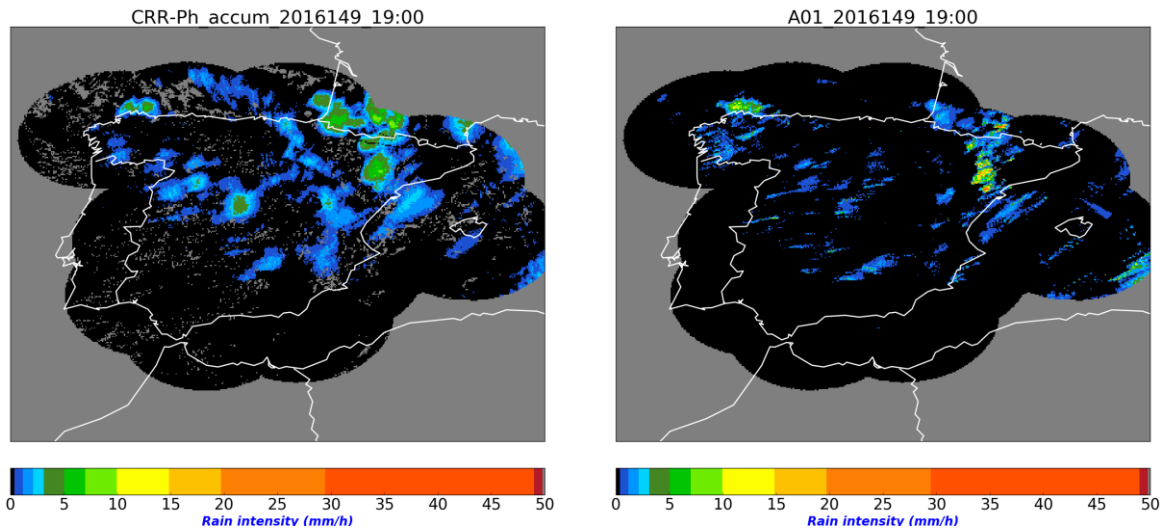 CRR-Ph_accum_2016149_19:00
A01_2016149_19:00
0 5 10 15 20 25 30 35 40 45 50
Rain intensity (mm/h)
0 5 10 15 20 25 30 35 40 45 50
Rain intensity (mm/h)